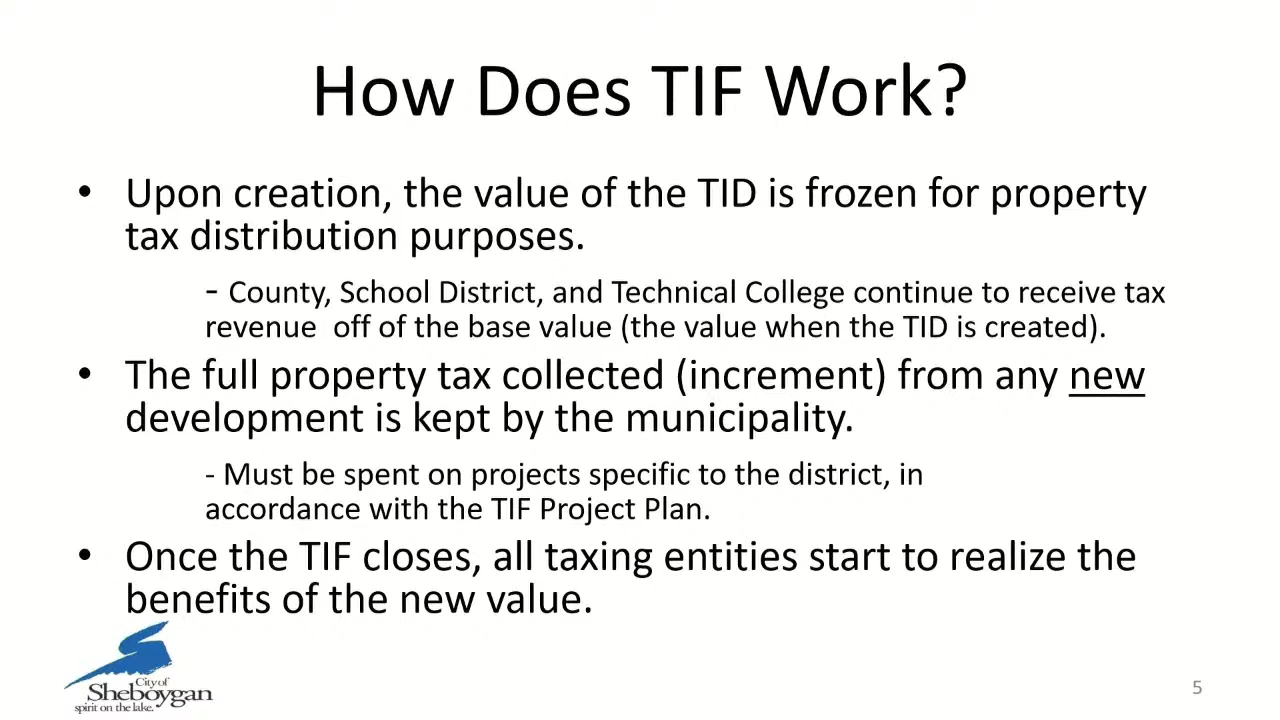 How Does TIF Work?
• Upon creation, the value of the TID is frozen for property
tax distribution purposes.
- County, School District, and Technical College continue to receive tax
revenue  off of the base value (the value when the TID is created).
• The full property tax collected (increment) from any new
development is kept by the municipality.
- Must be spent on projects specific to the district, in
accordance with the TIF Project Plan.
• Once the TIF closes, all taxing entities start to realize the
benefits of the new value.
City of
Sheboygan
spirit on the lake.
5